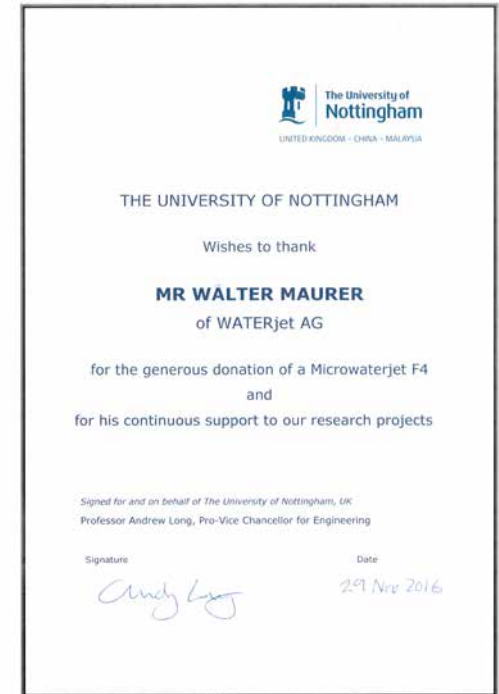 The University of
Nottingham
UNITED KINGDOM - CHINA - MALAYSIA
THE UNIVERSITY OF NOTTINGHAM
Wishes to thank
MR WALTER MAURER
of WATERjet AG
for the generous donation of a Microwaterjet F4
and
for his continuous support to our research projects
Signed for and on behalf of The University of Nottingham, UK
Professor Andrew Long, Pro-Vice Chancellor for Engineering
Signature Date
Andy Long 29 Nov 2016